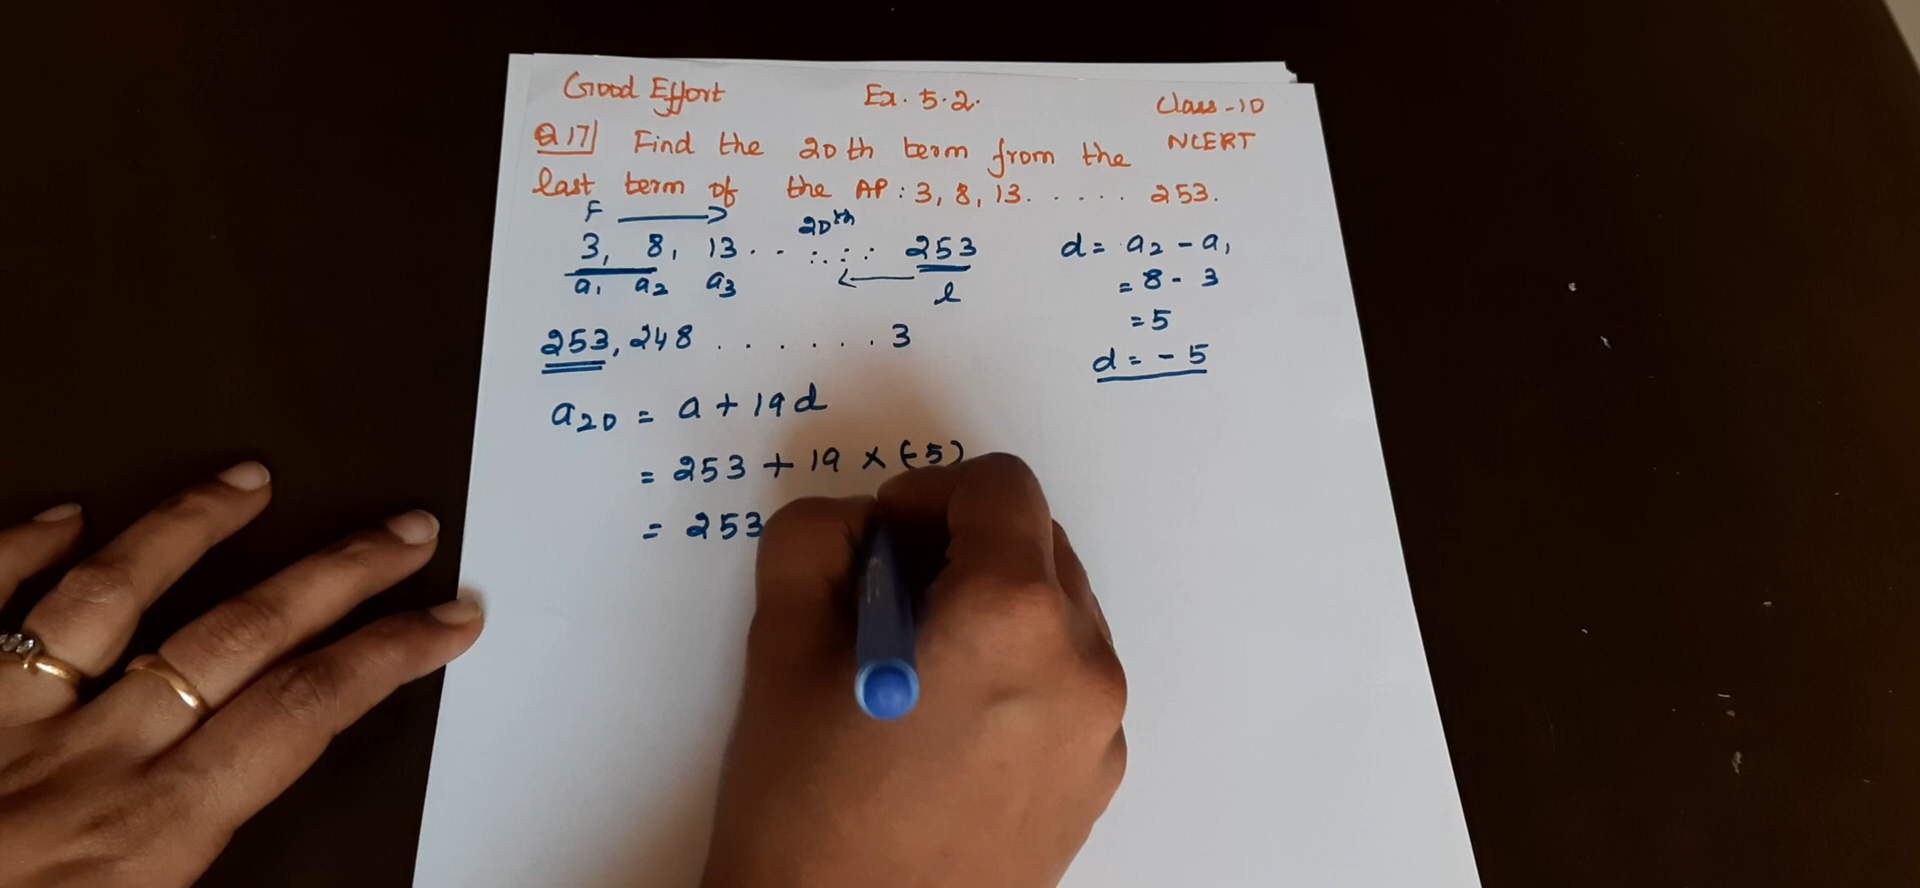 Good Effort Ex. 5.2. Class-10
Q17 Find the 20th term from the NCERT
last term of the AP: 3, 8, 13. . . . . . 253.
F
20th
3, 8, 13. . . . . . . 253
a1 a2 a3 l
d = a2 - a1
= 8 - 3
= 5
d = - 5
253, 248 . . . . . . . 3
a20 = a + 19d
= 253 + 19 × (-5)
= 253